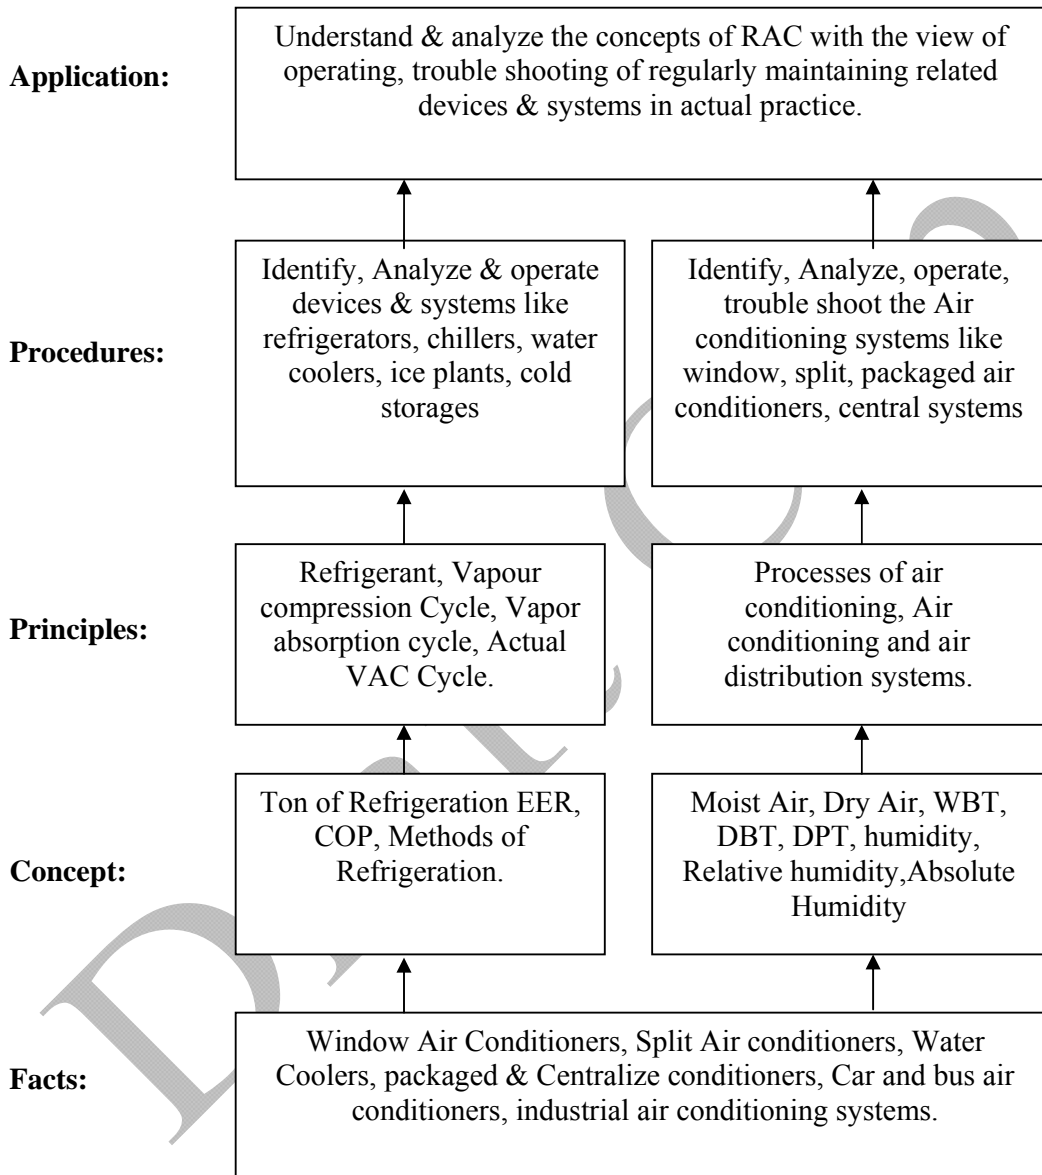 Application:
Understand & analyze the concepts of RAC with the view of
operating, trouble shooting of regularly maintaining related
devices & systems in actual practice.
Procedures:
Identify, Analyze & operate
devices & systems like
refrigerators, chillers, water
coolers, ice plants, cold
storages
Identify, Analyze, operate,
trouble shoot the Air
conditioning systems like
window, split, packaged air
conditioners, central systems
Principles:
Refrigerant, Vapour
compression Cycle, Vapor
absorption cycle, Actual
VAC Cycle.
Processes of air
conditioning, Air
conditioning and air
distribution systems.
Concept:
Ton of Refrigeration EER,
COP, Methods of
Refrigeration.
Moist Air, Dry Air, WBT,
DBT, DPT, humidity,
Relative humidity,Absolute
Humidity
Facts:
Window Air Conditioners, Split Air conditioners, Water
Coolers, packaged & Centralize conditioners, Car and bus air
conditioners, industrial air conditioning systems.